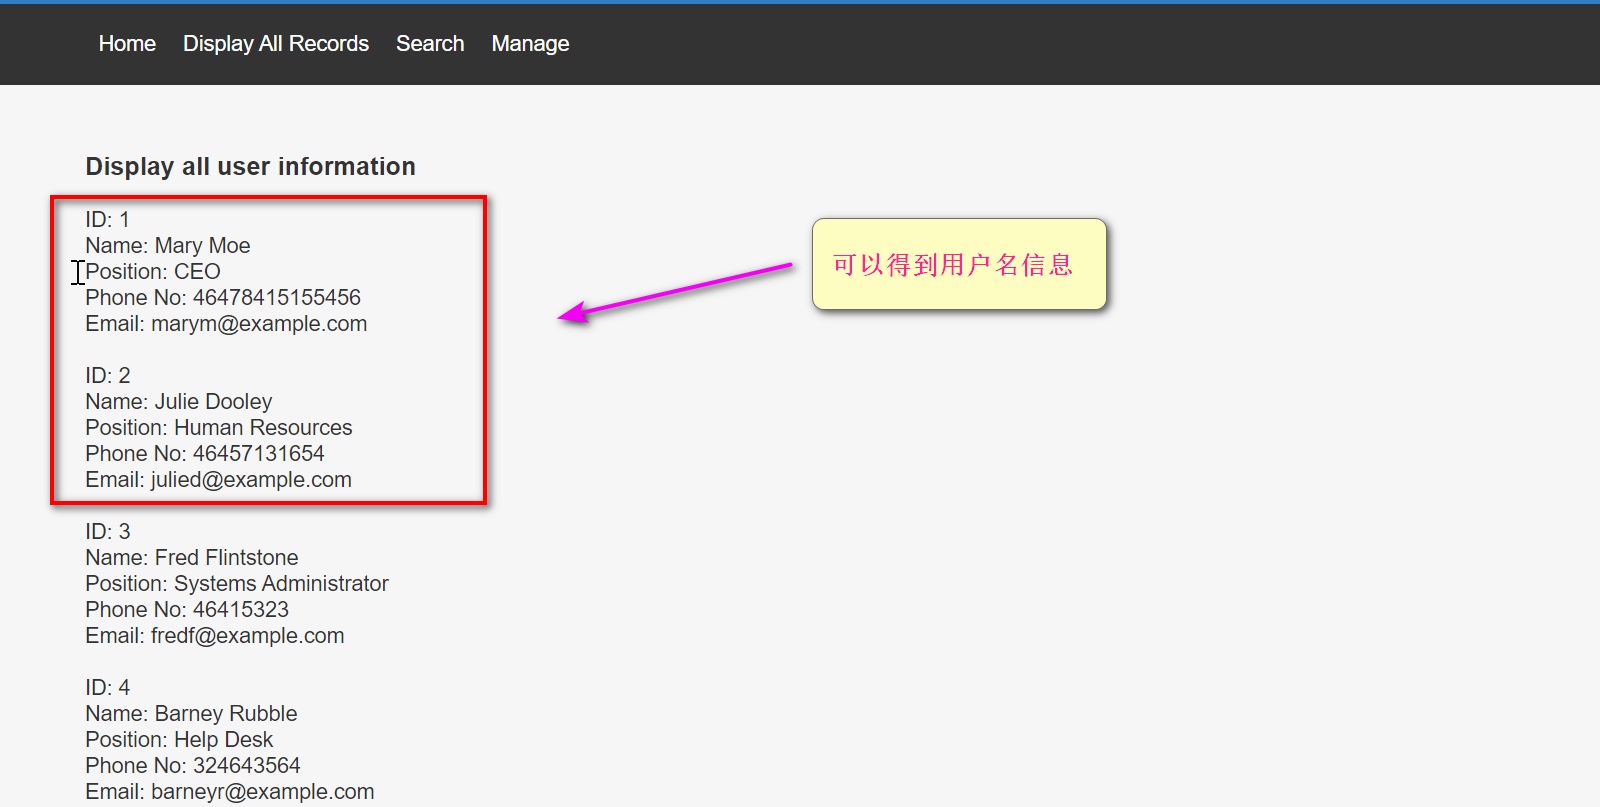 Home Display All Records Search Manage
Display all user information
ID: 1
Name: Mary Moe
Position: CEO
Phone No: 46478415155456
Email: marym@example.com
可以得到用户名信息
ID: 2
Name: Julie Dooley
Position: Human Resources
Phone No: 46457131654
Email: julied@example.com
ID: 3
Name: Fred Flintstone
Position: Systems Administrator
Phone No: 46415323
Email: fredf@example.com
ID: 4
Name: Barney Rubble
Position: Help Desk
Phone No: 324643564
Email: barneyr@example.com